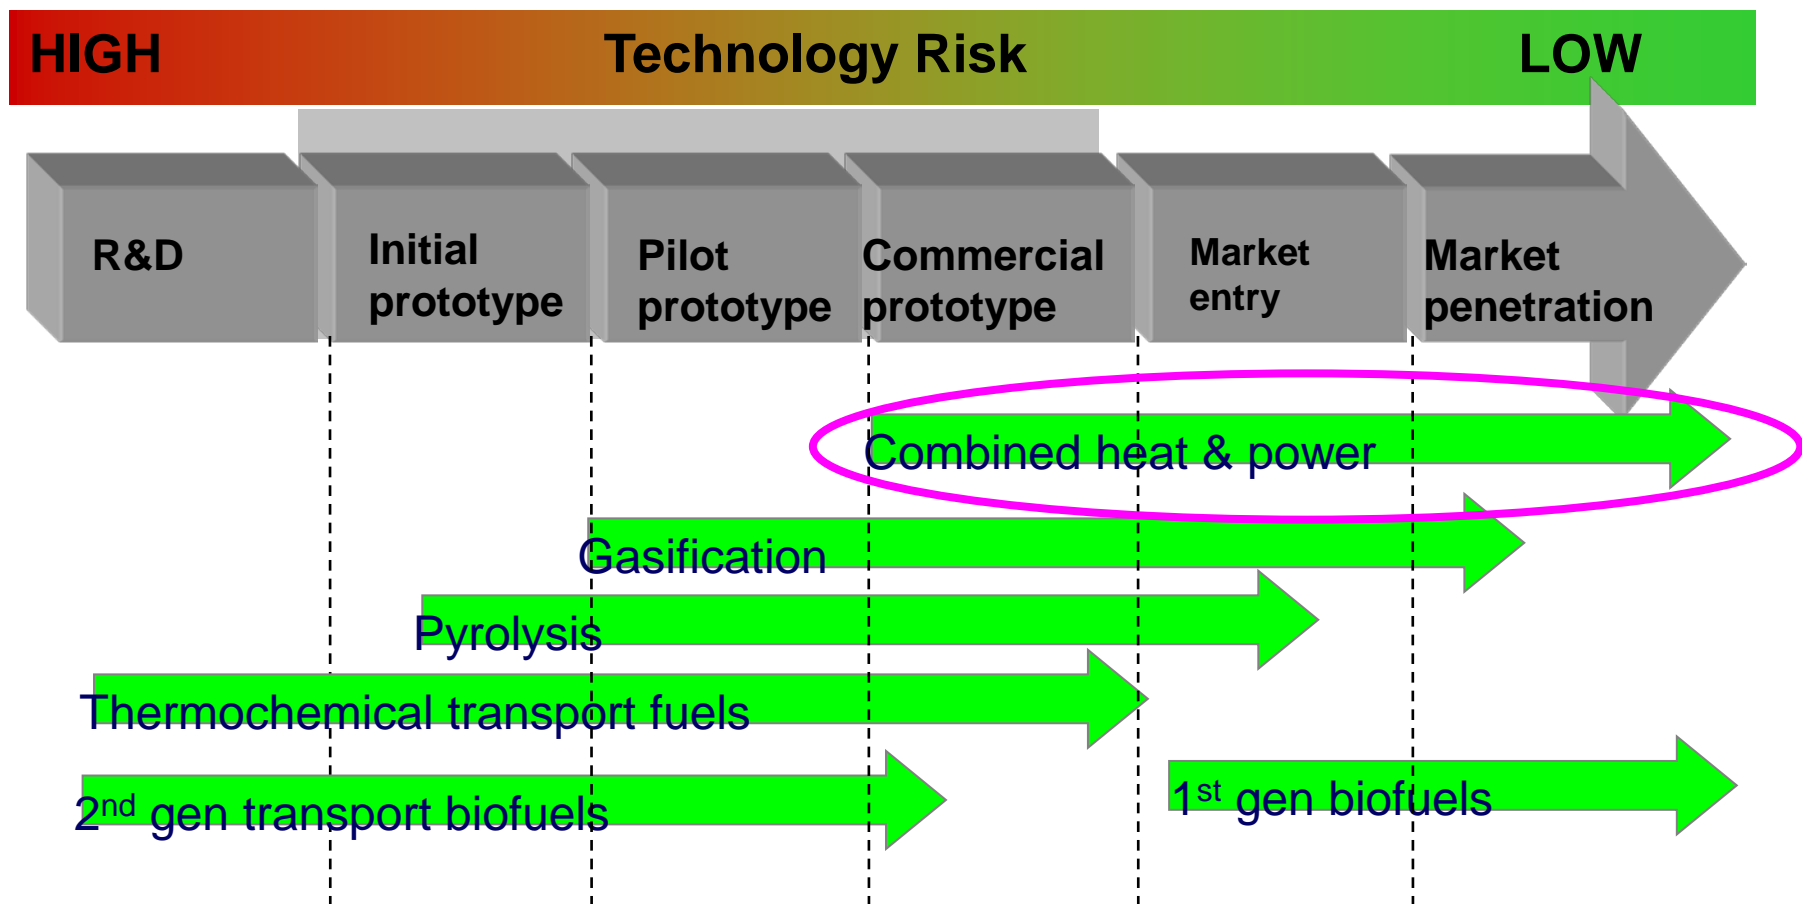 HIGH Technology Risk LOW
R&D
Initial
prototype
Pilot
prototype
Commercial
prototype
Market
entry
Market
penetration
Combined heat & power
Gasification
Pyrolysis
Thermochemical transport fuels
2nd gen transport biofuels
1st gen biofuels